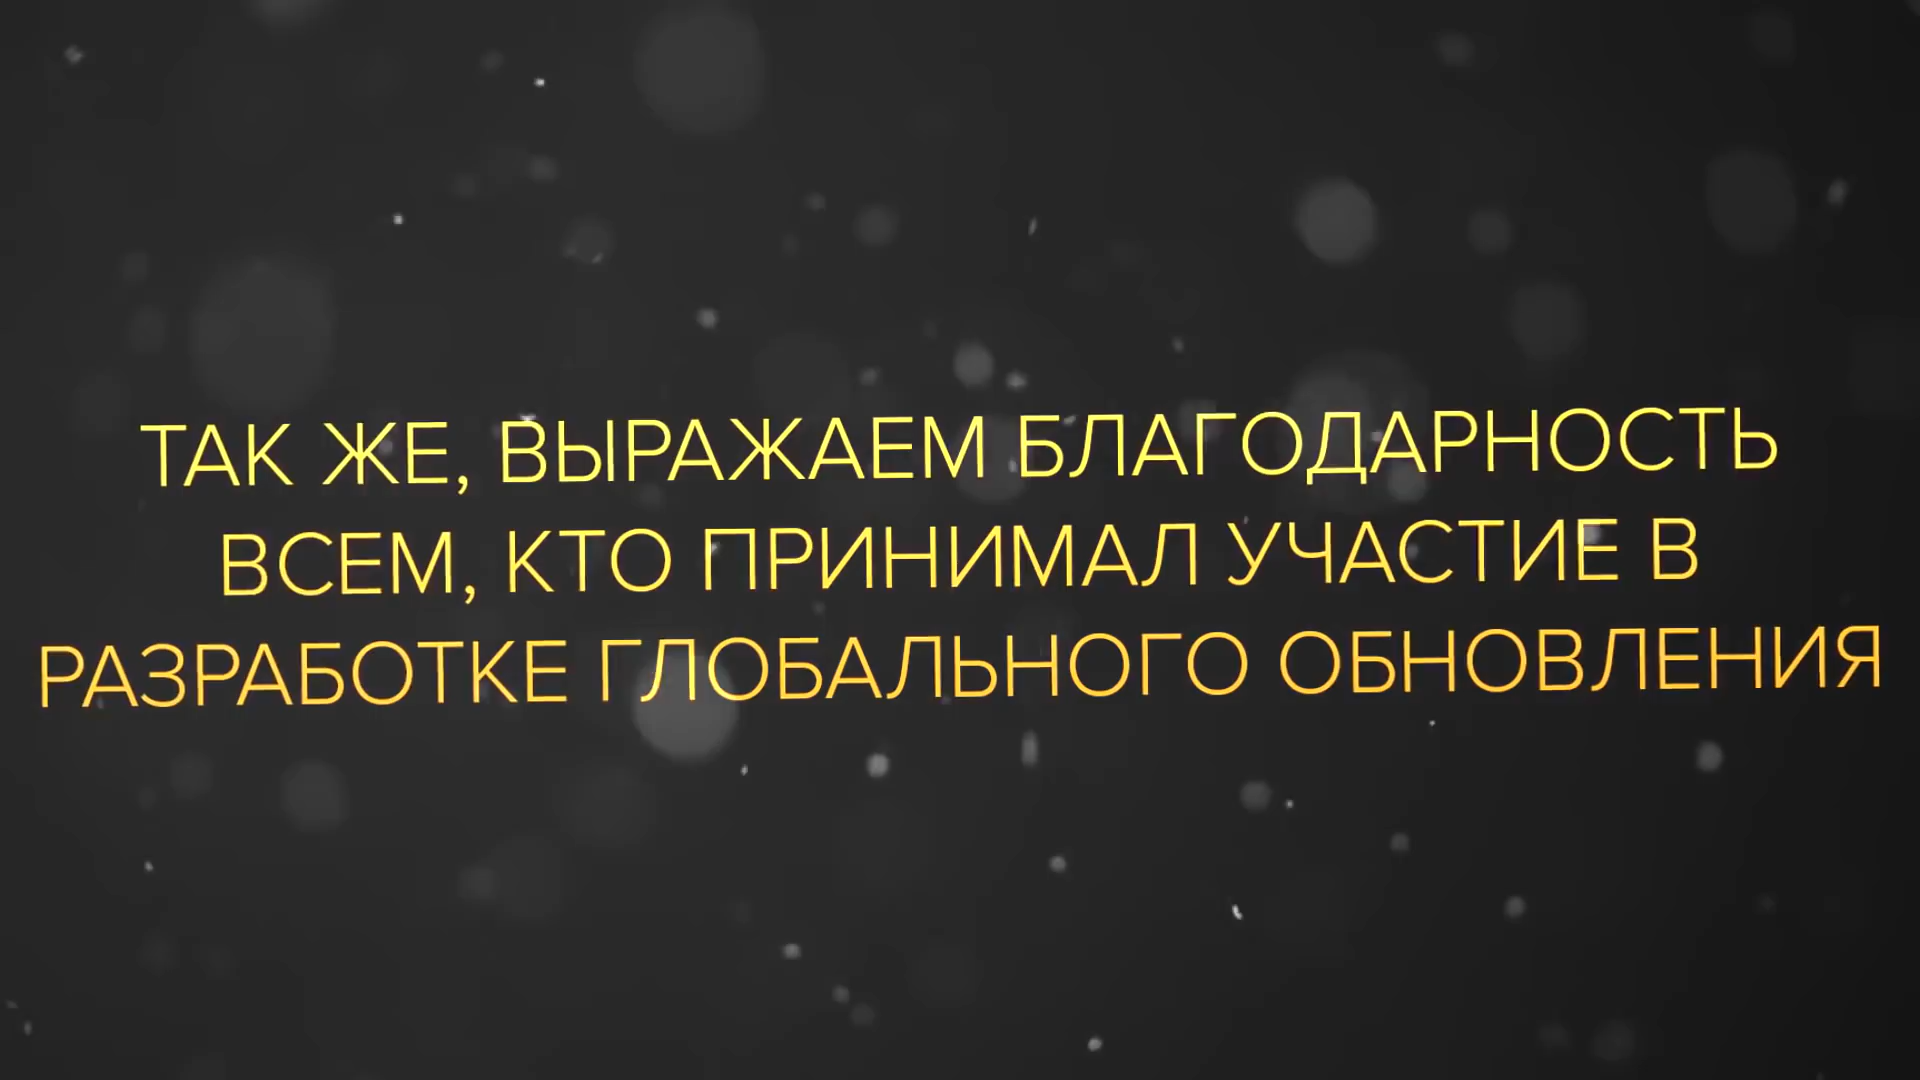 ТАК ЖЕ, ВЫРАЖАЕМ БЛАГОДАРНОСТЬ
ВСЕМ, КТО ПРИНИМАЛ УЧАСТИЕ В
РАЗРАБОТКЕ ГЛОБАЛЬНОГО ОБНОВЛЕНИЯ